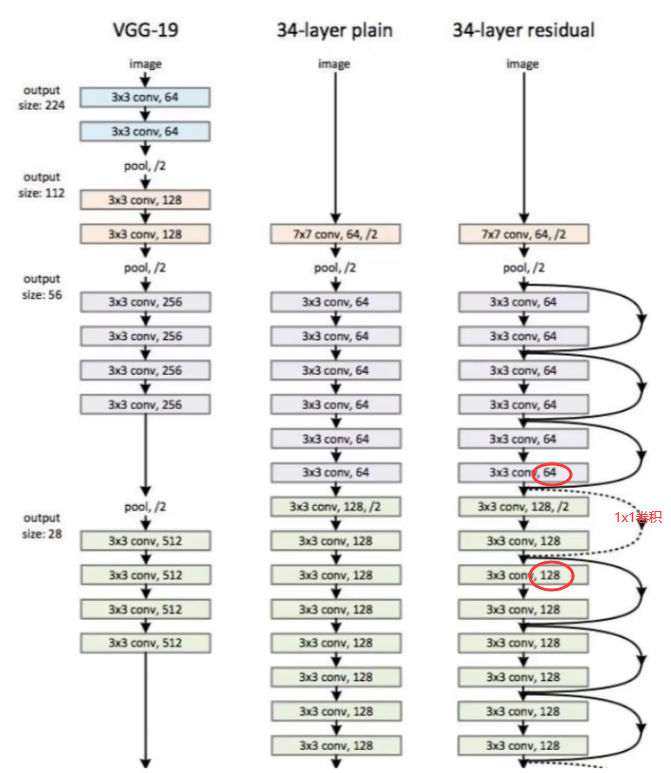 VGG-19
34-layer plain
34-layer residual
image
image
image
output
size: 224
3x3 conv, 64
3x3 conv, 64
pool, /2
output
size: 112
3x3 conv, 128
3x3 conv, 128
7x7 conv, 64, /2
7x7 conv, 64, /2
pool, /2
pool, /2
pool, /2
output
size: 56
3x3 conv, 256
3x3 conv, 64
3x3 conv, 64
3x3 conv, 256
3x3 conv, 64
3x3 conv, 64
3x3 conv, 256
3x3 conv, 64
3x3 conv, 64
3x3 conv, 256
3x3 conv, 64
3x3 conv, 64
3x3 conv, 64
3x3 conv, 64
3x3 conv, 64
3x3 conv, 64
pool, /2
3x3 conv, 128, /2
3x3 conv, 128, /2
1x1卷积
output
size: 28
3x3 conv, 512
3x3 conv, 128
3x3 conv, 128
3x3 conv, 512
3x3 conv, 128
3x3 conv, 128
3x3 conv, 512
3x3 conv, 128
3x3 conv, 128
3x3 conv, 512
3x3 conv, 128
3x3 conv, 128
3x3 conv, 128
3x3 conv, 128
3x3 conv, 128
3x3 conv, 128
3x3 conv, 128
3x3 conv, 128